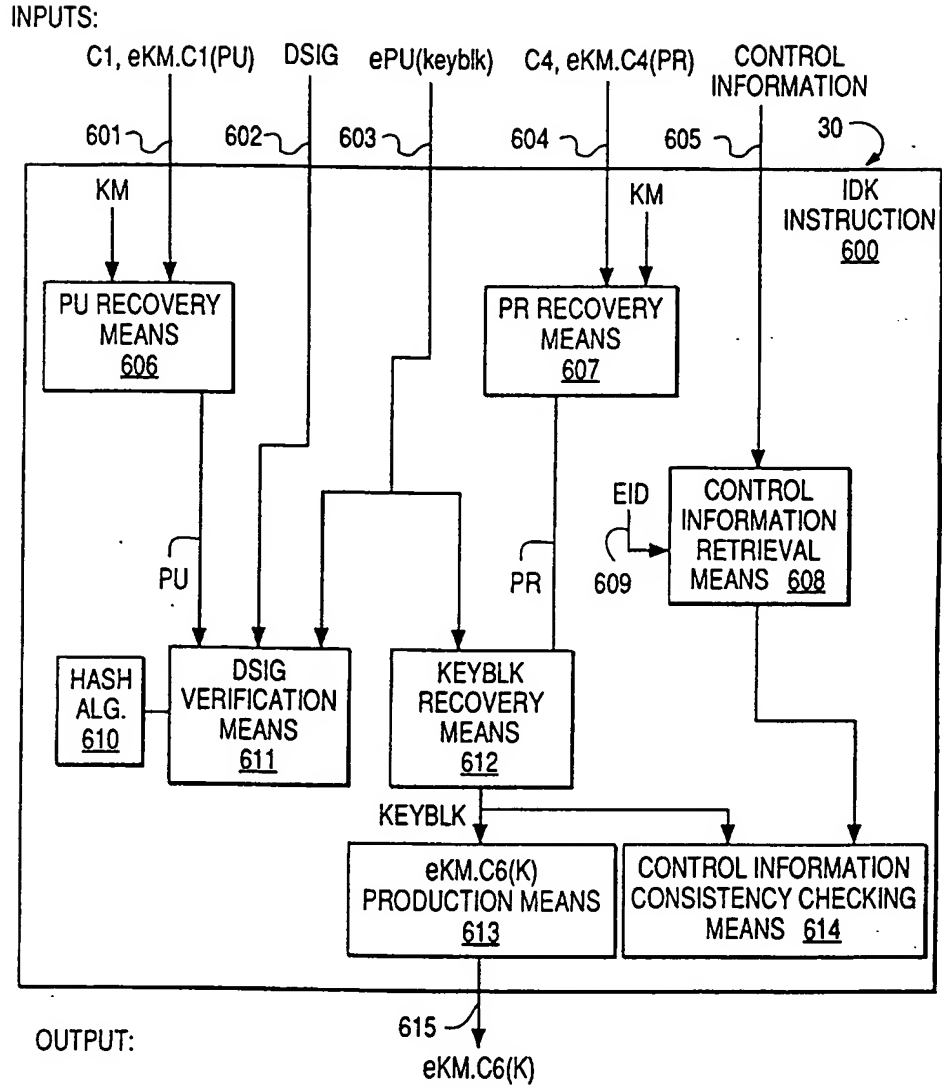 INPUTS:
C1, eKM.C1(PU)
DSIG
ePU(keyblk)
C4, eKM.C4(PR)
CONTROL
INFORMATION
601
602
603
604
605
30
KM
KM
IDK
INSTRUCTION
600
PU RECOVERY
MEANS
606
PR RECOVERY
MEANS
607
EID
609
CONTROL
INFORMATION
RETRIEVAL
MEANS 608
PU
PR
HASH
ALG.
610
DSIG
VERIFICATION
MEANS
611
KEYBLK
RECOVERY
MEANS
612
KEYBLK
eKM.C6(K)
PRODUCTION MEANS
613
CONTROL INFORMATION
CONSISTENCY CHECKING
MEANS 614
615
OUTPUT:
eKM.C6(K)